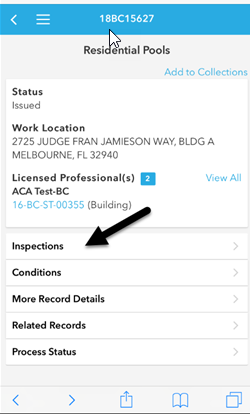 18BC15627
Residential Pools
Add to Collections
Status
Issued
Work Location
2725 JUDGE FRAN JAMIESON WAY, BLDG A
MELBOURNE, FL 32940
Licensed Professional(s) 2 View All
ACA Test-BC
16-BC-ST-00355 (Building)
Inspections
Conditions
More Record Details
Related Records
Process Status